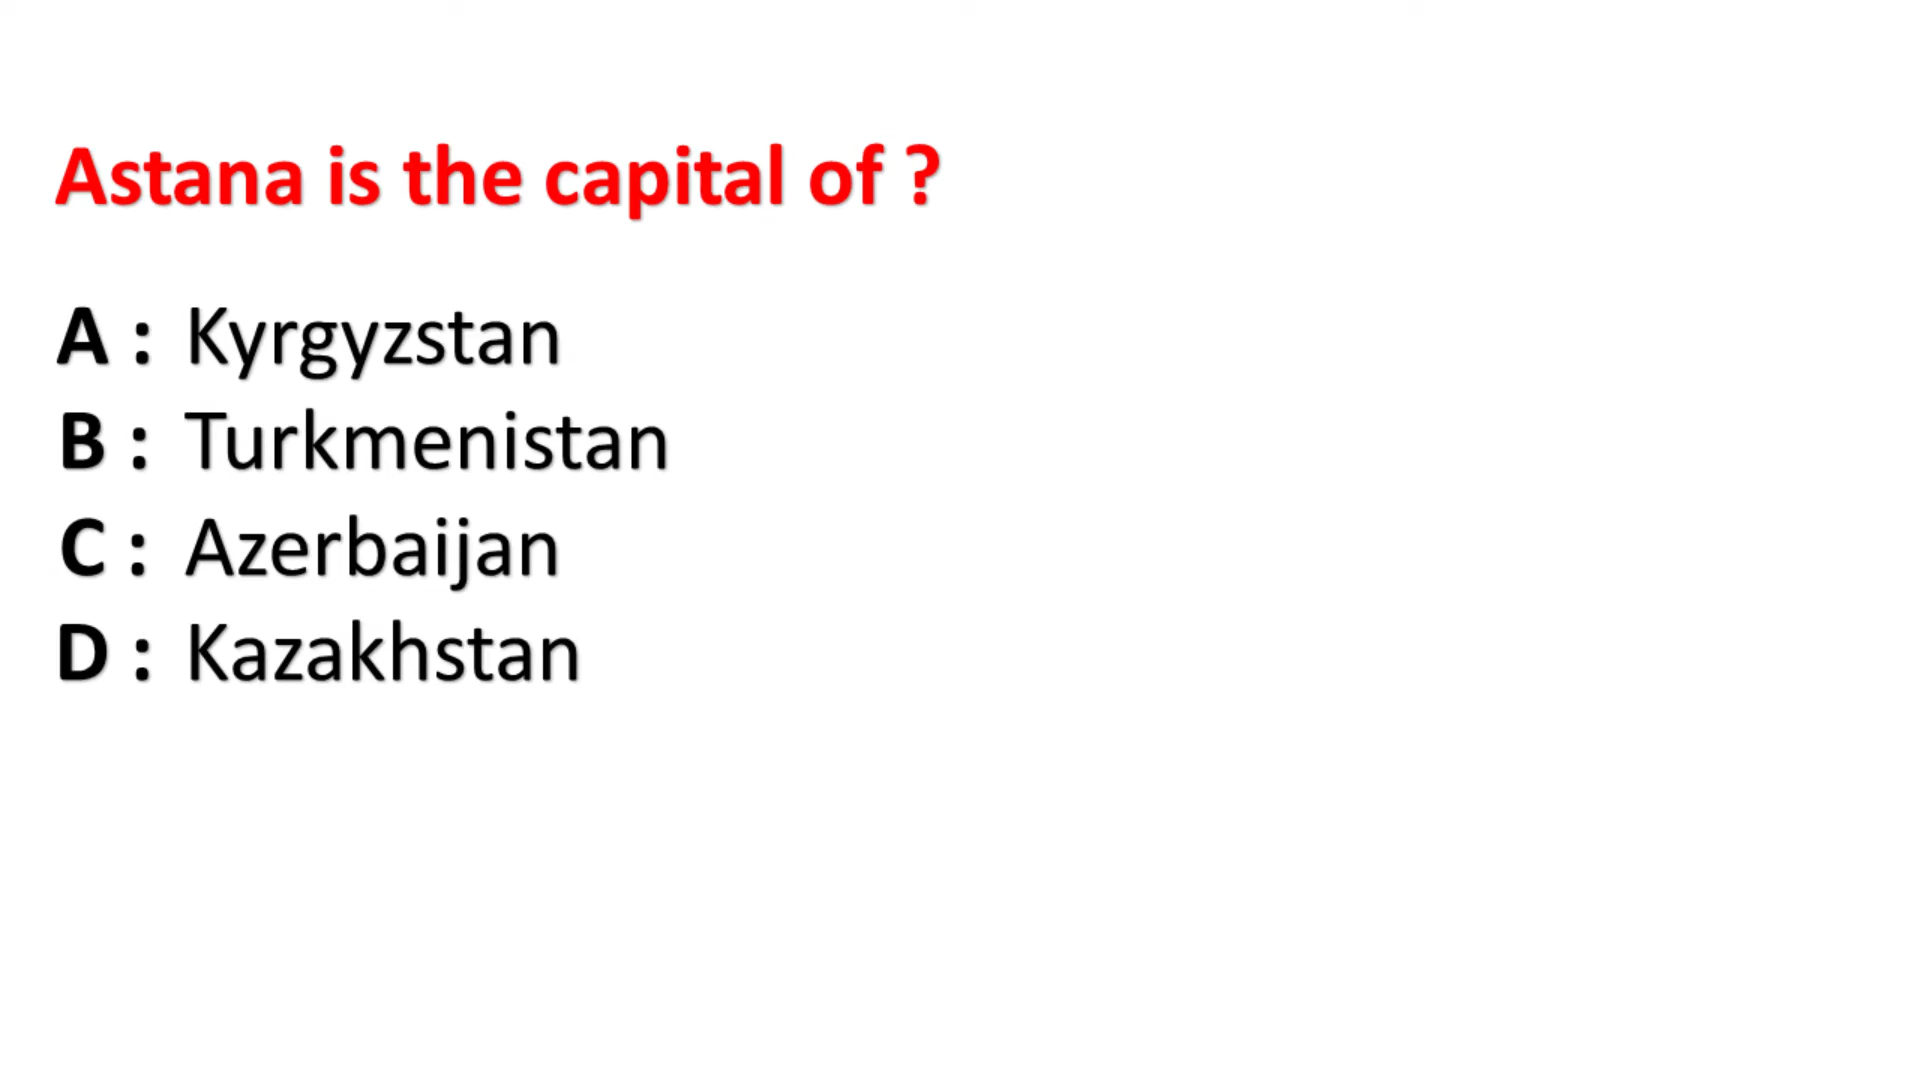 Astana is the capital of ?
A : Kyrgyzstan
B : Turkmenistan
C : Azerbaijan
D : Kazakhstan